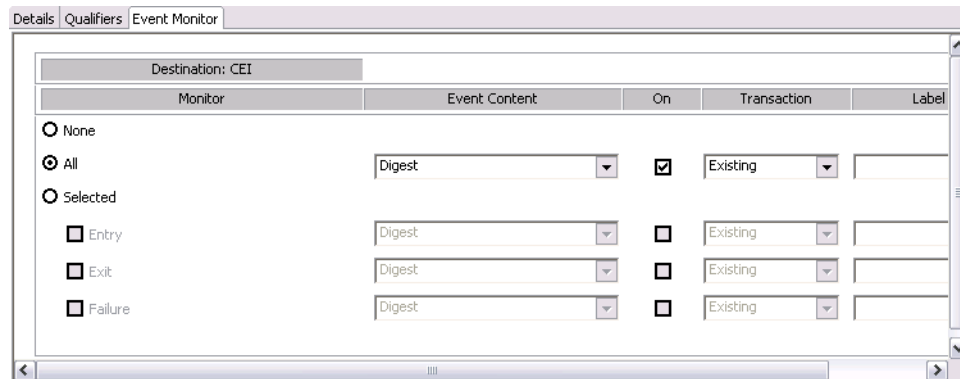 Details Qualifiers Event Monitor
Destination: CEI
Monitor Event Content On Transaction Label
None
All Digest Existing
Selected
Entry Digest Existing
Exit Digest Existing
Failure Digest Existing